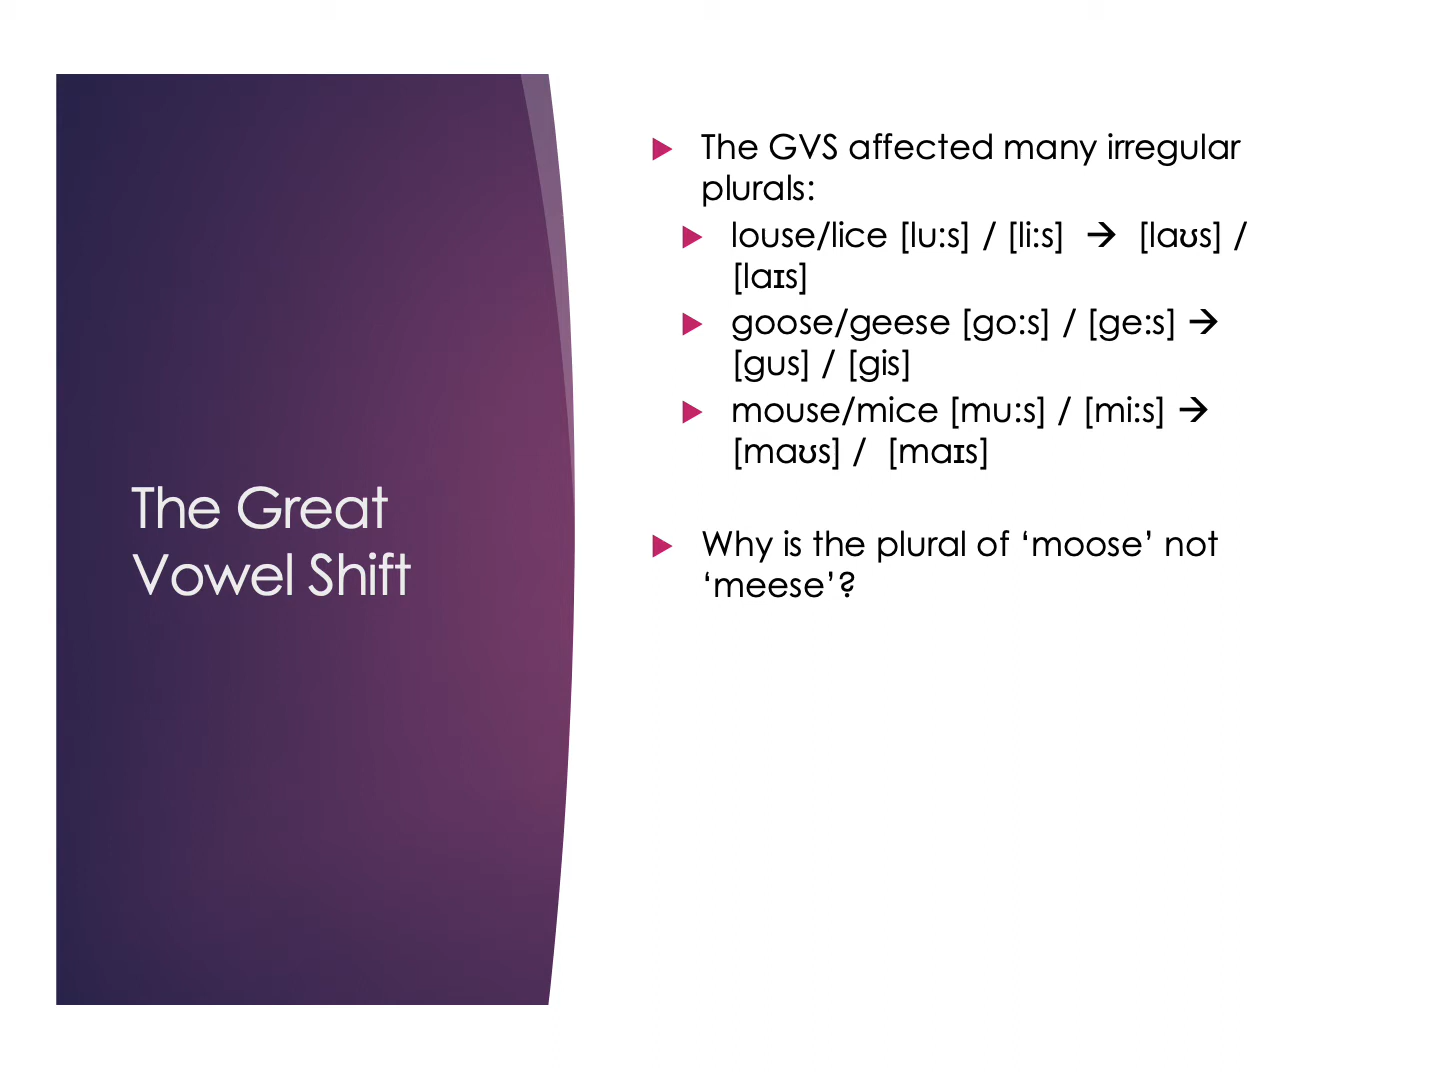 The Great
Vowel Shift
The GVS affected many irregular
plurals:
louse/lice [lu:s] / [li:s] → [laʊs] /
[laɪs]
goose/geese [go:s] / [ge:s] →
[gus] / [gis]
mouse/mice [mu:s] / [mi:s] →
[maʊs] / [maɪs]
Why is the plural of ‘moose’ not
‘meese’?